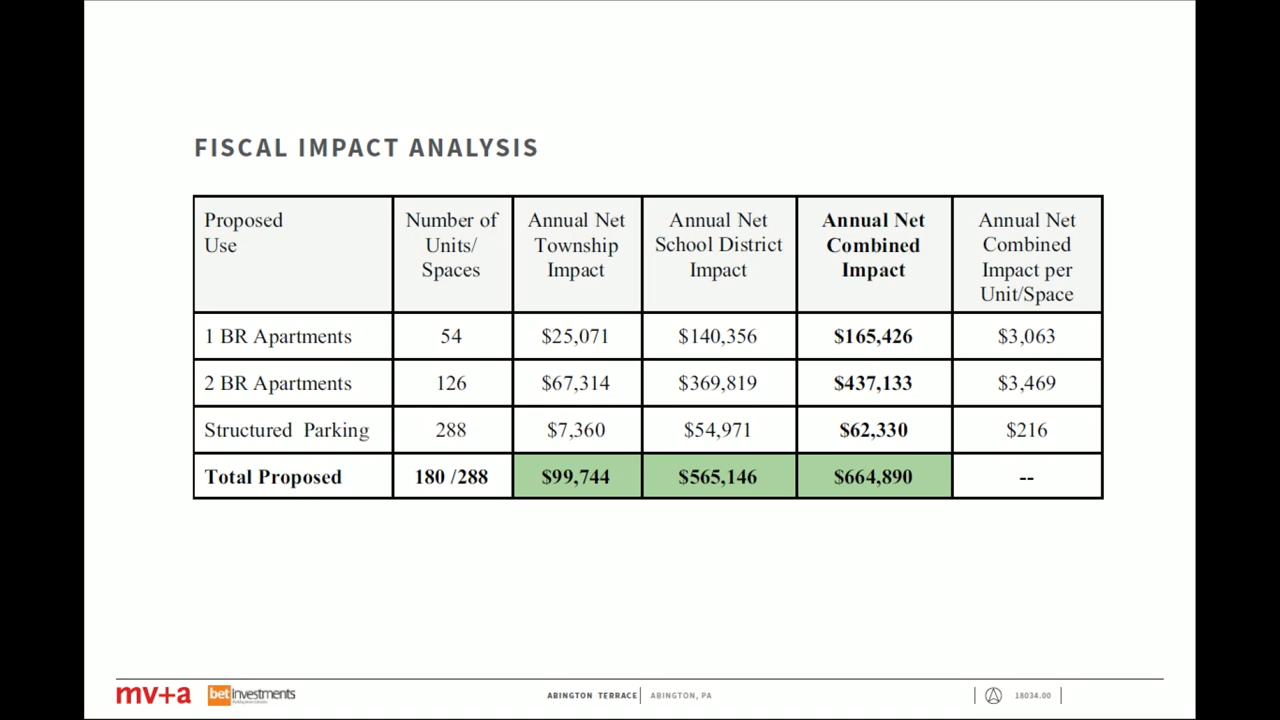 FISCAL IMPACT ANALYSIS
Proposed Use | Number of Units/ Spaces | Annual Net Township Impact | Annual Net School District Impact | Annual Net Combined Impact | Annual Net Combined Impact per Unit/Space
1 BR Apartments | 54 | $25,071 | $140,356 | $165,426 | $3,063
2 BR Apartments | 126 | $67,314 | $369,819 | $437,133 | $3,469
Structured Parking | 288 | $7,360 | $54,971 | $62,330 | $216
Total Proposed | 180 /288 | $99,744 | $565,146 | $664,890 | --
mv+a
bet investments
ABINGTON TERRACE | ABINGTON, PA
18034.00